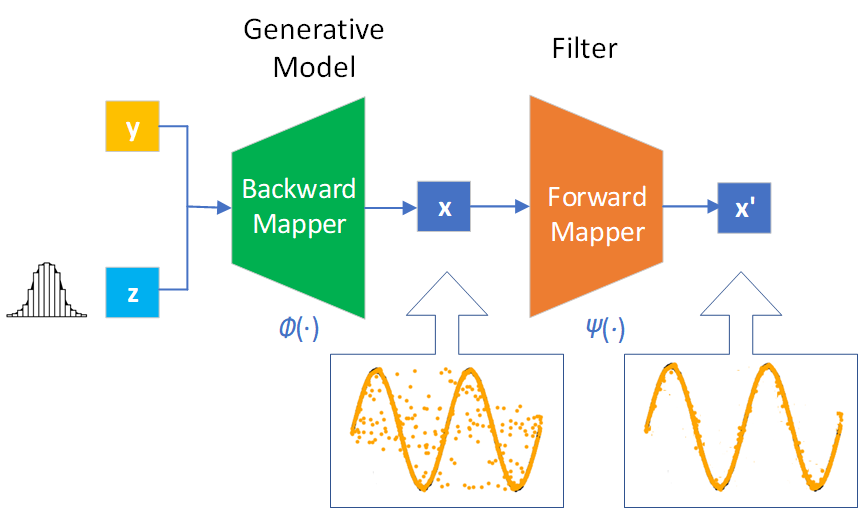 Generative
Model
Filter
y
z
Backward
Mapper
x
Forward
Mapper
x'
Φ(·)
Ψ(·)